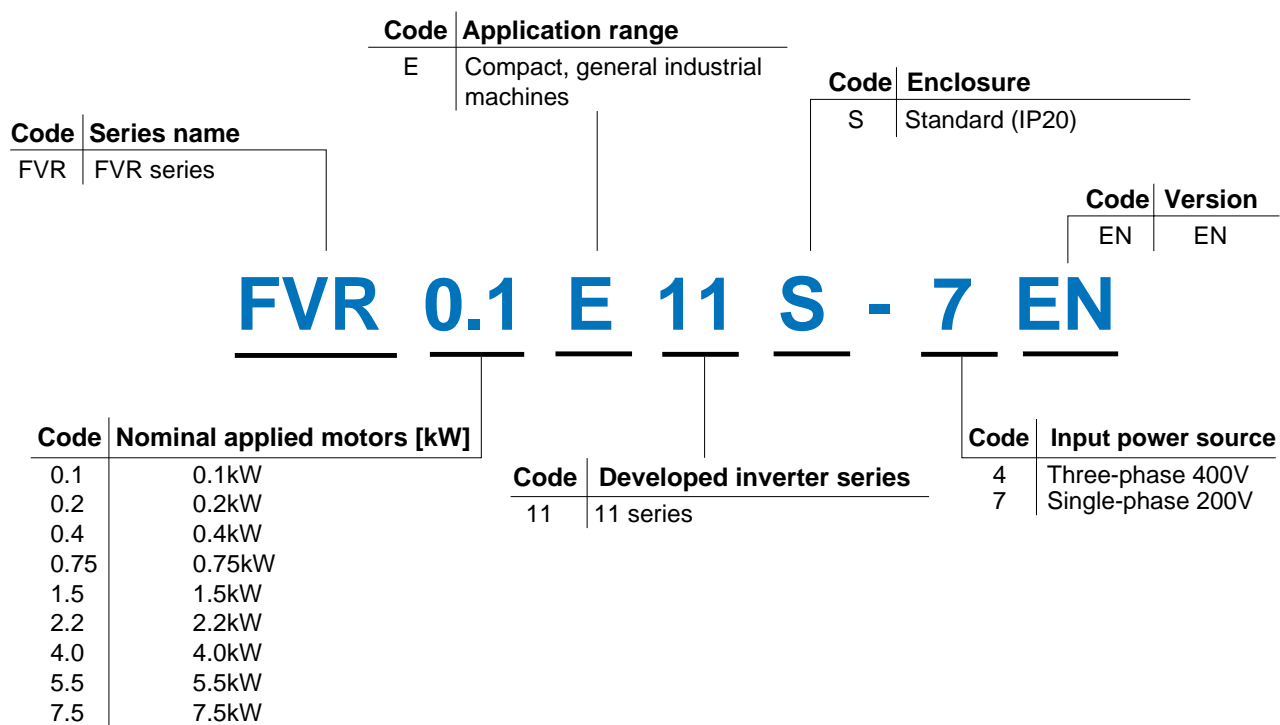 Code Application range
E Compact, general industrial
machines
Code Enclosure
S Standard (IP20)
Code Series name
FVR FVR series
Code Version
EN EN
FVR 0.1 E 11 S - 7 EN
Code Nominal applied motors [kW]
0.1 0.1kW
0.2 0.2kW
0.4 0.4kW
0.75 0.75kW
1.5 1.5kW
2.2 2.2kW
4.0 4.0kW
5.5 5.5kW
7.5 7.5kW
Code Developed inverter series
11 11 series
Code Input power source
4 Three-phase 400V
7 Single-phase 200V